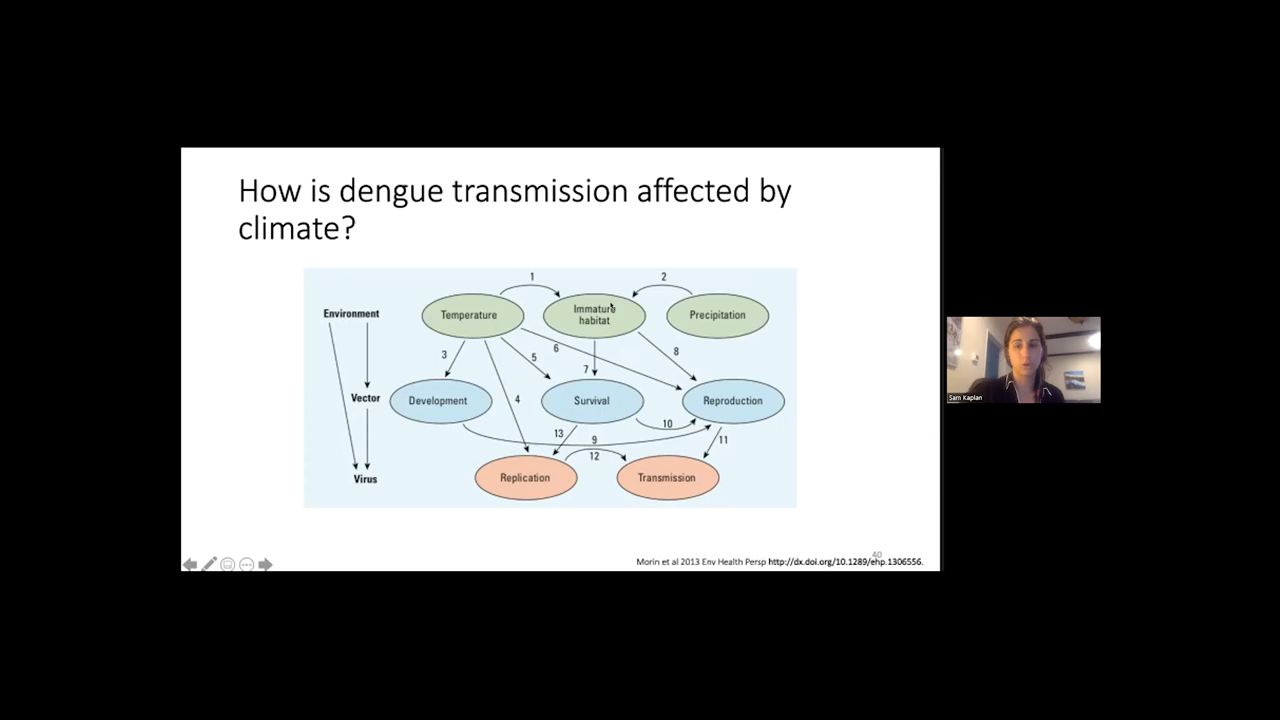 How is dengue transmission affected by
climate?
1
2
Environment
Temperature
Immature
habitat
Precipitation
3
5
6
7
8
4
Vector
Development
Survival
Reproduction
10
13
9
11
12
Virus
Replication
Transmission
40
Morin et al 2013 Env Health Persp http://dx.doi.org/10.1289/ehp.1306556.
Sam Kaplan